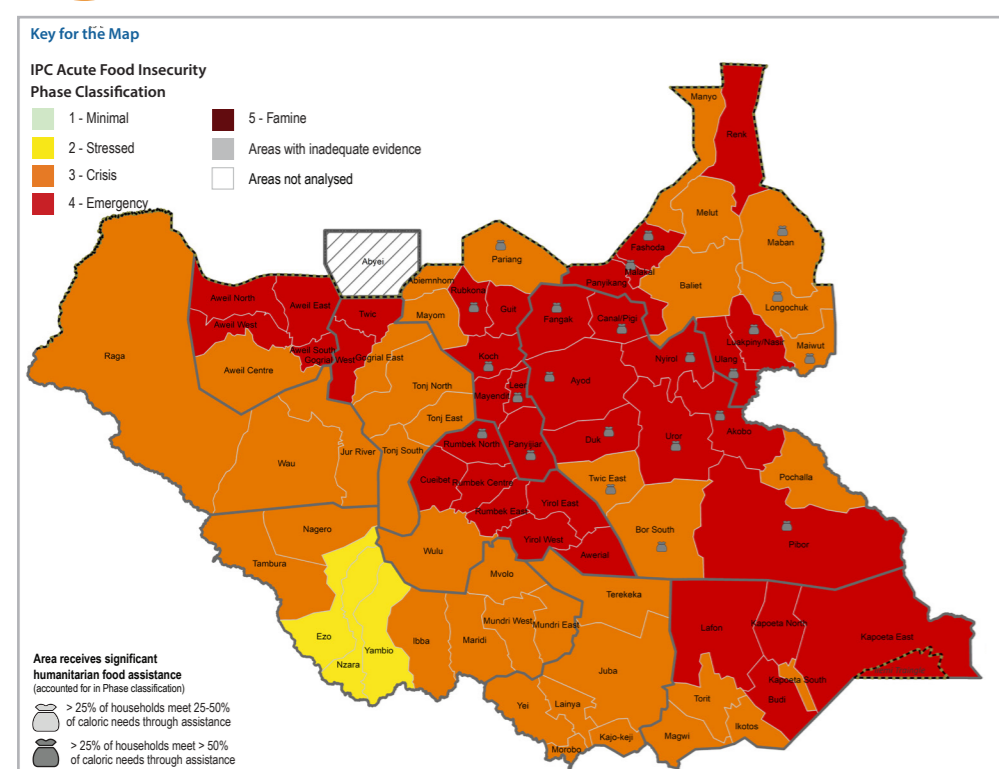 Key for the Map
IPC Acute Food Insecurity
Phase Classification
1 - Minimal
2 - Stressed
3 - Crisis
4 - Emergency
5 - Famine
Areas with inadequate evidence
Areas not analysed
Manyo
Renk
Melut
Maban
Fashoda
Malakal
Panyikang
Baliet
Longochuk
Luakpiny/Nasir
Maiwut
Ulang
Abyei
Pariang
Abiemnhom
Rubkona
Guit
Mayom
Fangak
Canal/Pigi
Nyirol
Koch
Leer
Mayendit
Ayod
Panyijiar
Duk
Uror
Akobo
Twic East
Pochalla
Bor South
Pibor
Aweil North
Aweil East
Aweil West
Aweil South
Aweil Centre
Twic
Gogrial West
Gogrial East
Raga
Tonj North
Tonj East
Tonj South
Wau
Jur River
Rumbek North
Cueibet
Rumbek Centre
Rumbek East
Yirol East
Yirol West
Awerial
Wulu
Nagero
Tambura
Mvolo
Terekeka
Ezo
Nzara
Yambio
Ibba
Maridi
Mundri West
Mundri East
Juba
Lafon
Kapoeta North
Kapoeta East
Kapoeta South
Budi
Torit
Ikotos
Magwi
Yei
Lainya
Kajo-keji
Morobo
Area receives significant
humanitarian food assistance
(accounted for in Phase classification)
> 25% of households meet 25-50%
of caloric needs through assistance
> 25% of households meet > 50%
of caloric needs through assistance